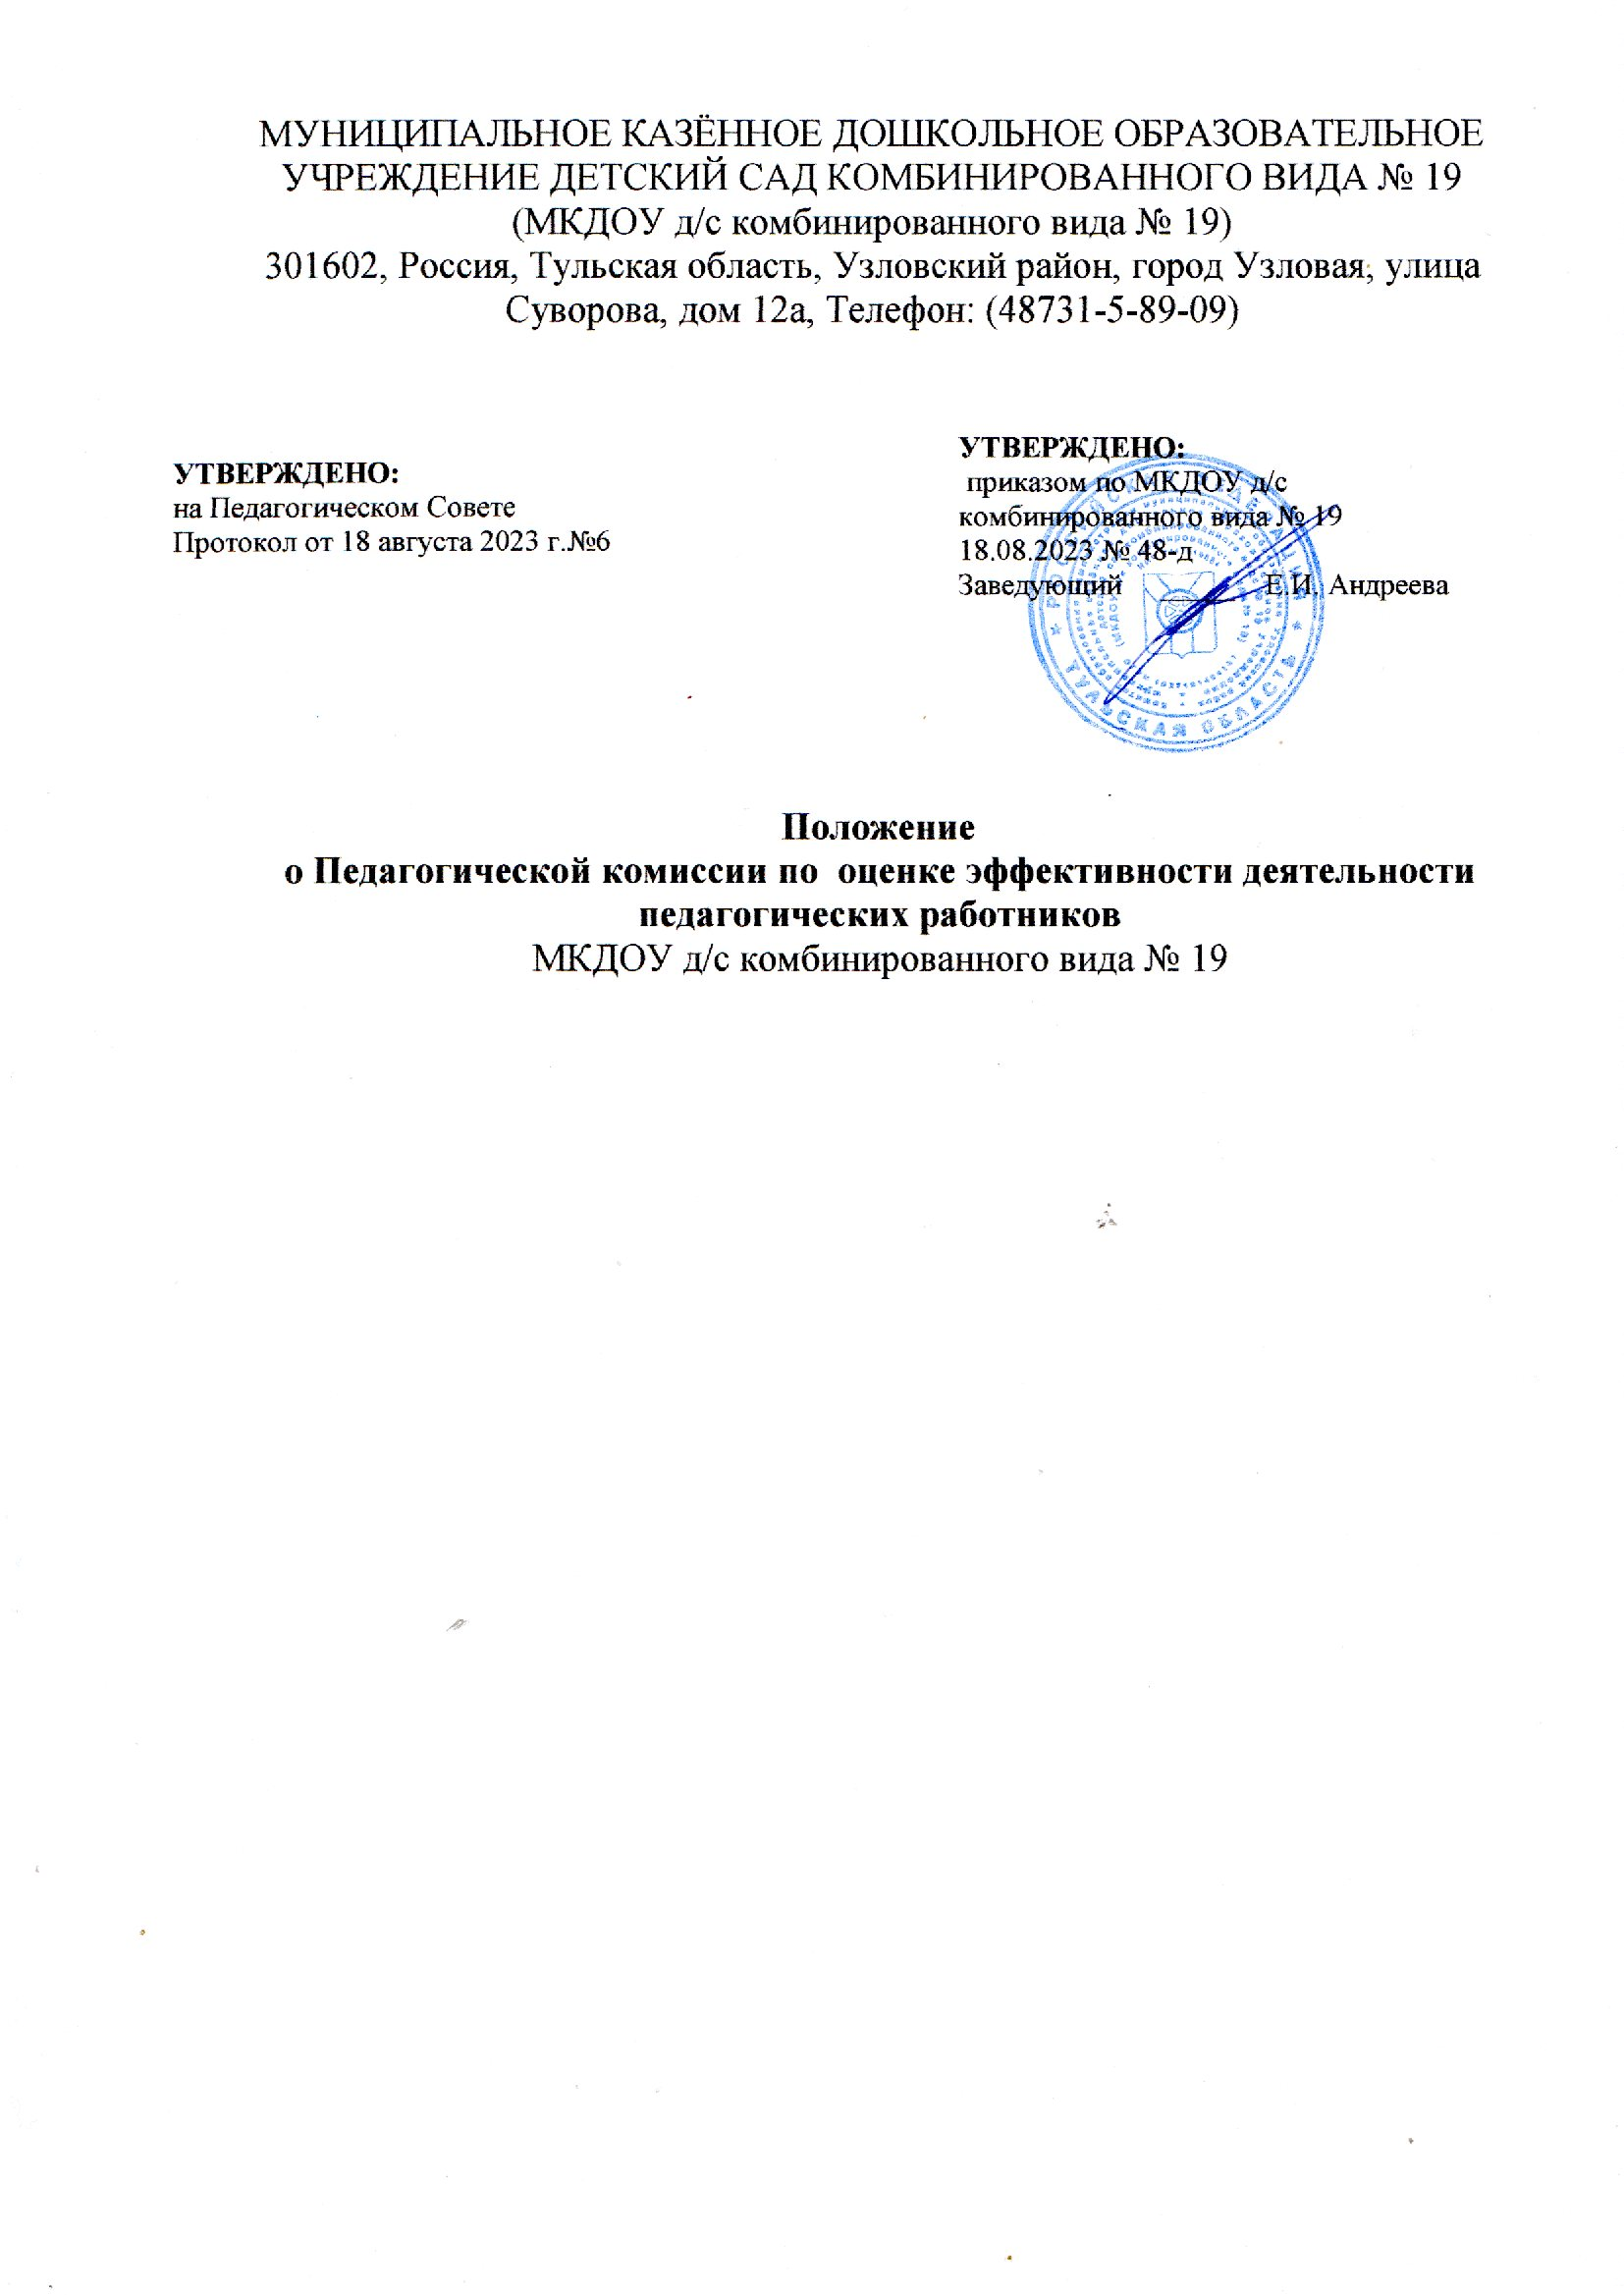 МУНИЦИПАЛЬНОЕ КАЗЁННОЕ ДОШКОЛЬНОЕ ОБРАЗОВАТЕЛЬНОЕ
УЧРЕЖДЕНИЕ ДЕТСКИЙ САД КОМБИНИРОВАННОГО ВИДА № 19
(МКДОУ д/с комбинированного вида № 19)
301602, Россия, Тульская область, Узловский район, город Узловая, улица
Суворова, дом 12а, Телефон: (48731-5-89-09)
УТВЕРЖДЕНО:
на Педагогическом Совете
Протокол от 18 августа 2023 г.№6
УТВЕРЖДЕНО:
приказом по МКДОУ д/с
комбинированного вида № 19
18.08.2023 № 48-д
Заведующий Е.И. Андреева
ТУЛЬСКАЯ ОБЛАСТЬ
Положение
о Педагогической комиссии по оценке эффективности деятельности
педагогических работников
МКДОУ д/с комбинированного вида № 19